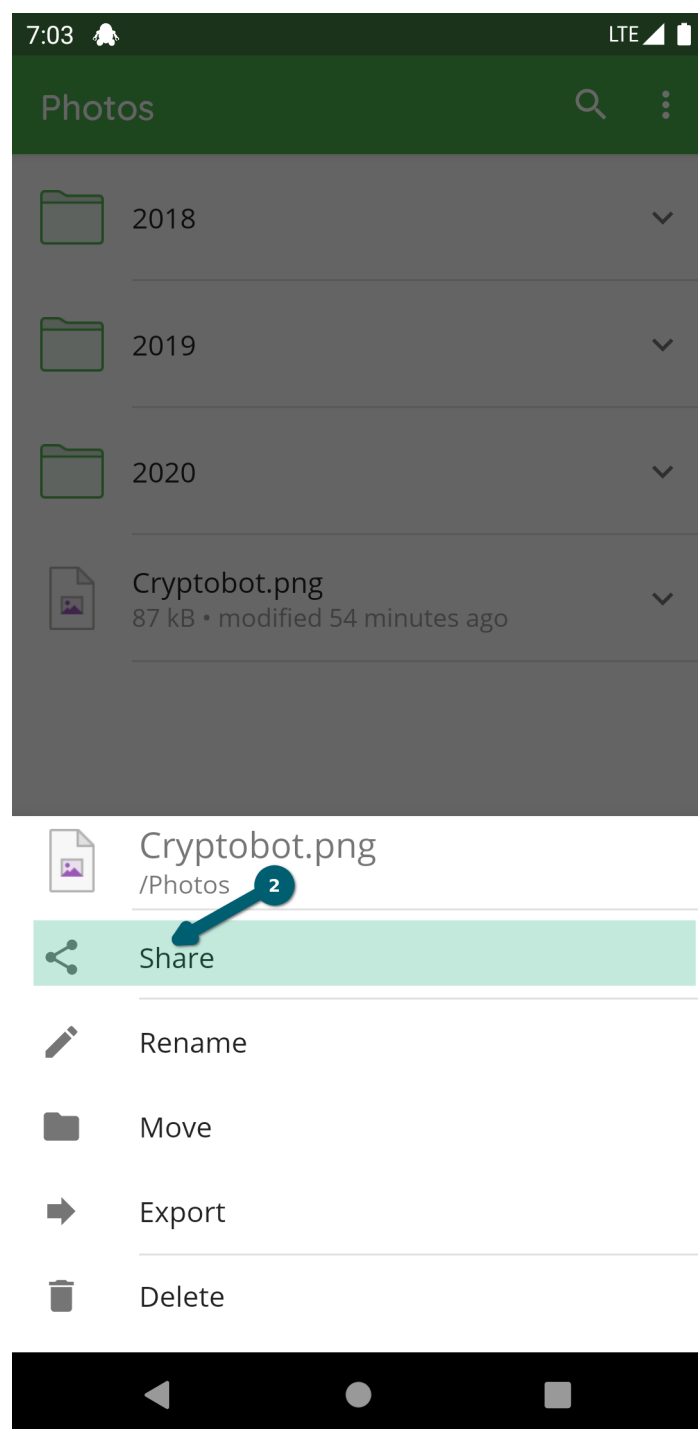 7:03 LTE
Photos
2018
2019
2020
Cryptobot.png
87 kB • modified 54 minutes ago
Cryptobot.png
/Photos
2
Share
Rename
Move
Export
Delete